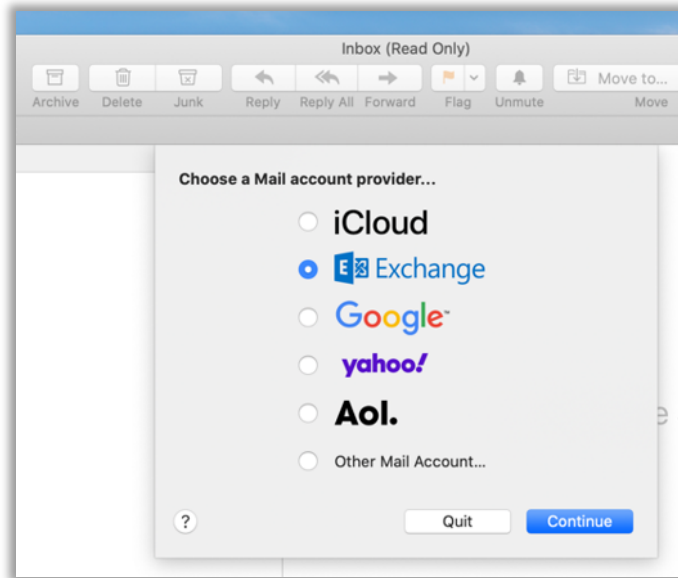 Inbox (Read Only)
Archive Delete Junk Reply Reply All Forward Flag Unmute Move to... Move
Choose a Mail account provider...
iCloud
E Exchange
Google™
yahoo!
Aol.
Other Mail Account...
? Quit Continue